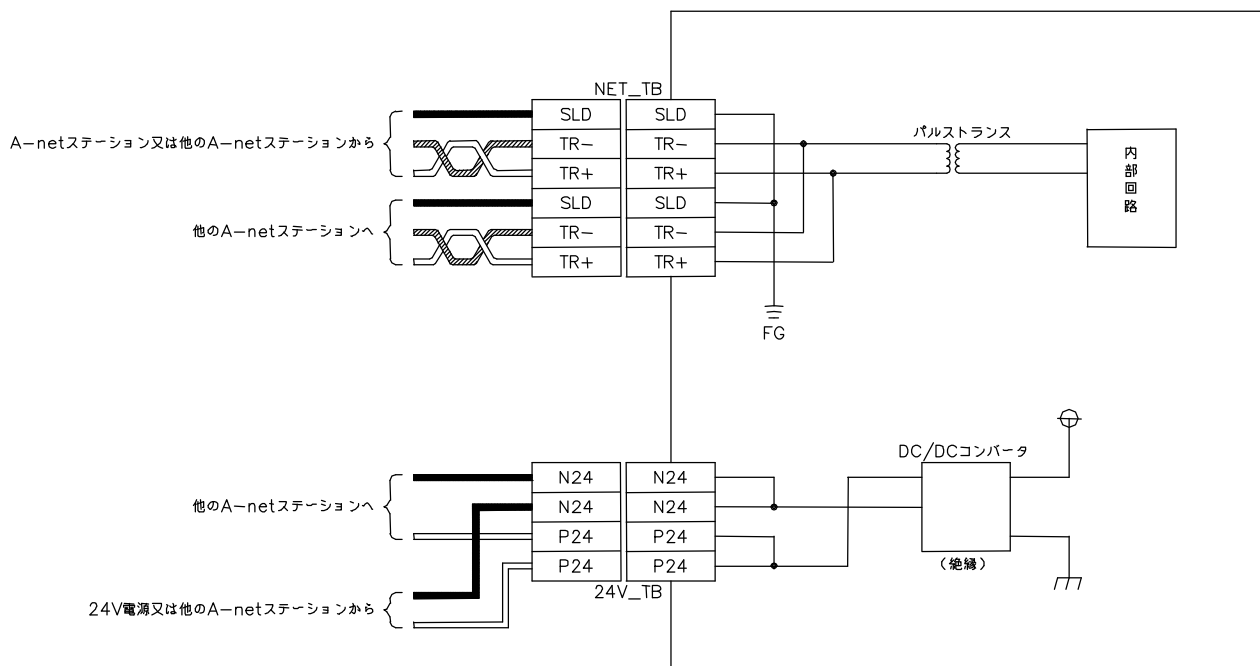 NET_TB
A-netステーション又は他のA-netステーションから
SLD SLD
TR- TR-
TR+ TR+
パルストランス
内部回路
他のA-netステーションへ
SLD SLD
TR- TR-
TR+ TR+
FG
DC/DCコンバータ
他のA-netステーションへ
N24 N24
N24 N24
P24 P24
P24 P24
(絶縁)
24V_TB
24V電源又は他のA-netステーションから